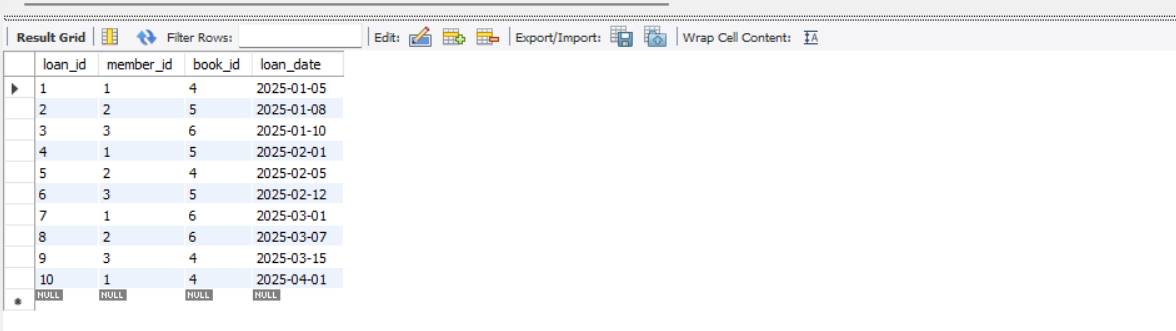 Result Grid Filter Rows: Edit: Export/Import: Wrap Cell Content: IA
loan_id member_id book_id loan_date
1 1 4 2025-01-05
2 2 5 2025-01-08
3 3 6 2025-01-10
4 1 5 2025-02-01
5 2 4 2025-02-05
6 3 5 2025-02-12
7 1 6 2025-03-01
8 2 6 2025-03-07
9 3 4 2025-03-15
10 1 4 2025-04-01
NULL NULL NULL NULL